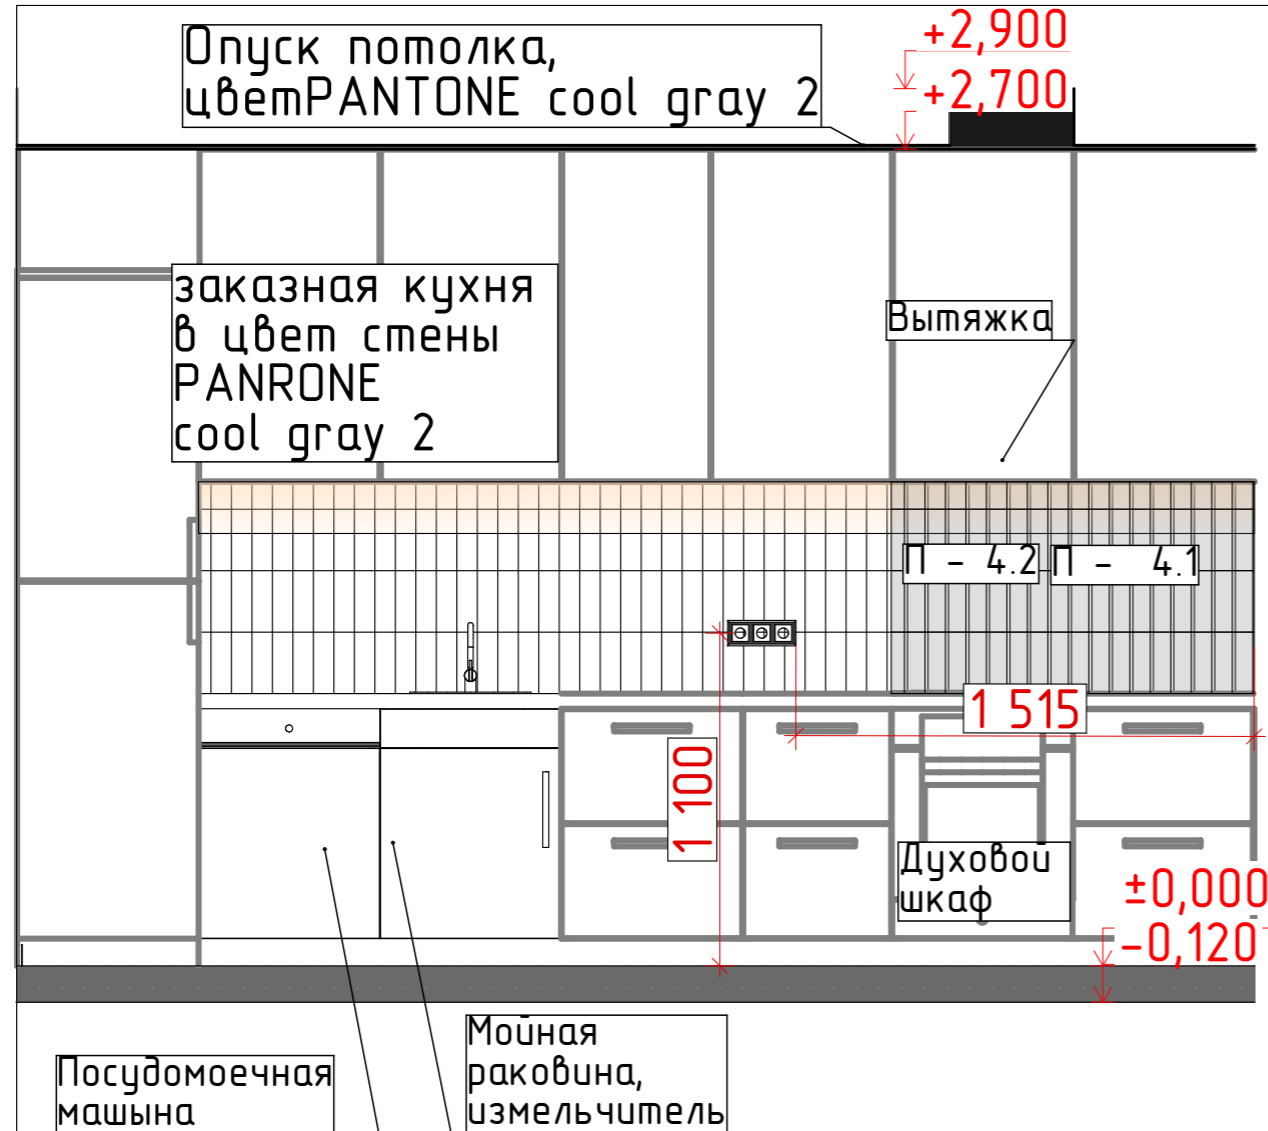 Опуск потолка,
цветPANTONE cool gray 2
+2,900
+2,700
заказная кухня
в цвет стены
PANRONE
cool gray 2
Вытяжка
П - 4.2
П - 4.1
1 515
1 100
Духовой
шкаф
±0,000
-0,120
Мойная
раковина,
измельчитель
Посудомоечная
машына